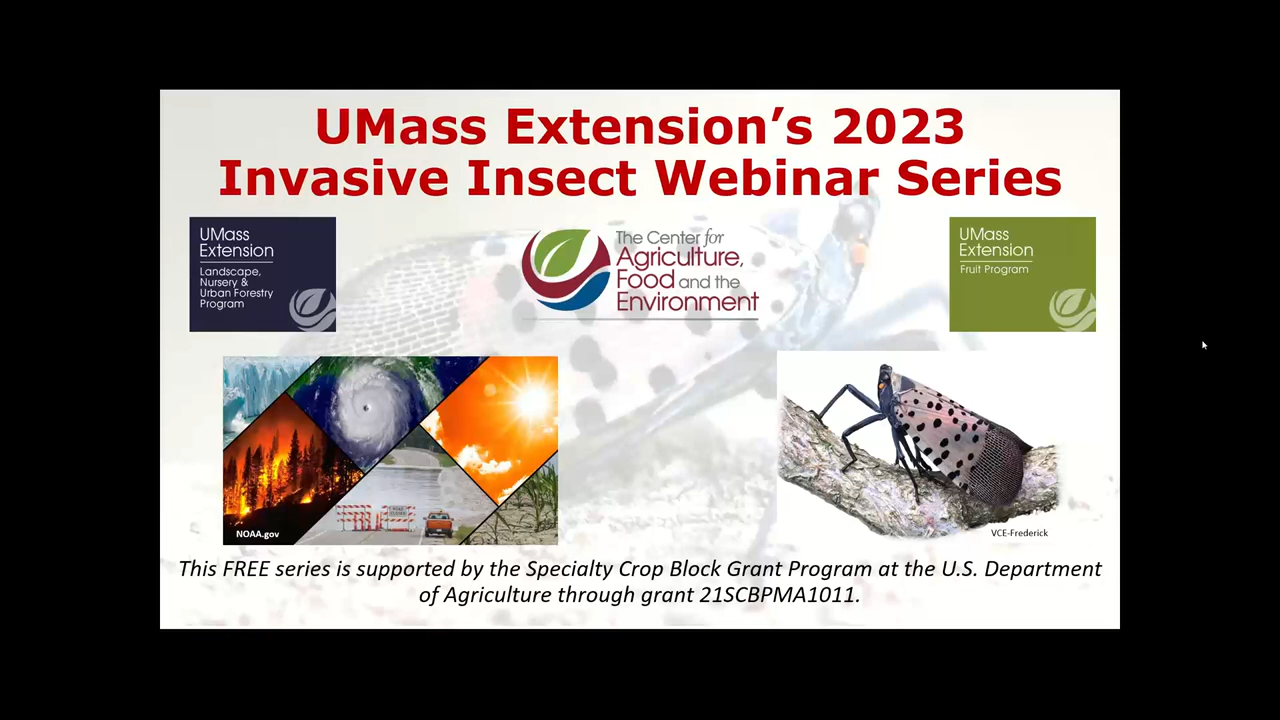 UMass Extension’s 2023
Invasive Insect Webinar Series
UMass
Extension
Landscape,
Nursery &
Urban Forestry
Program
The Center for
Agriculture,
Food and the
Environment
UMass
Extension
Fruit Program
NOAA.gov
VCE-Frederick
This FREE series is supported by the Specialty Crop Block Grant Program at the U.S. Department
of Agriculture through grant 21SCBPMA1011.